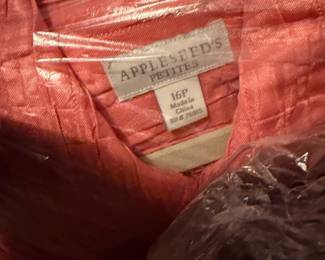 APPLESEED'S
PETITES
16P
Made in
China